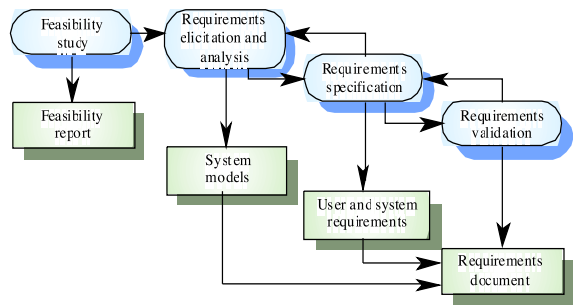 Feasibility
study
Requirements
elicitation and
analysis
Requirements
specification
Requirements
validation
Feasibility
report
System
models
User and system
requirements
Requirements
document